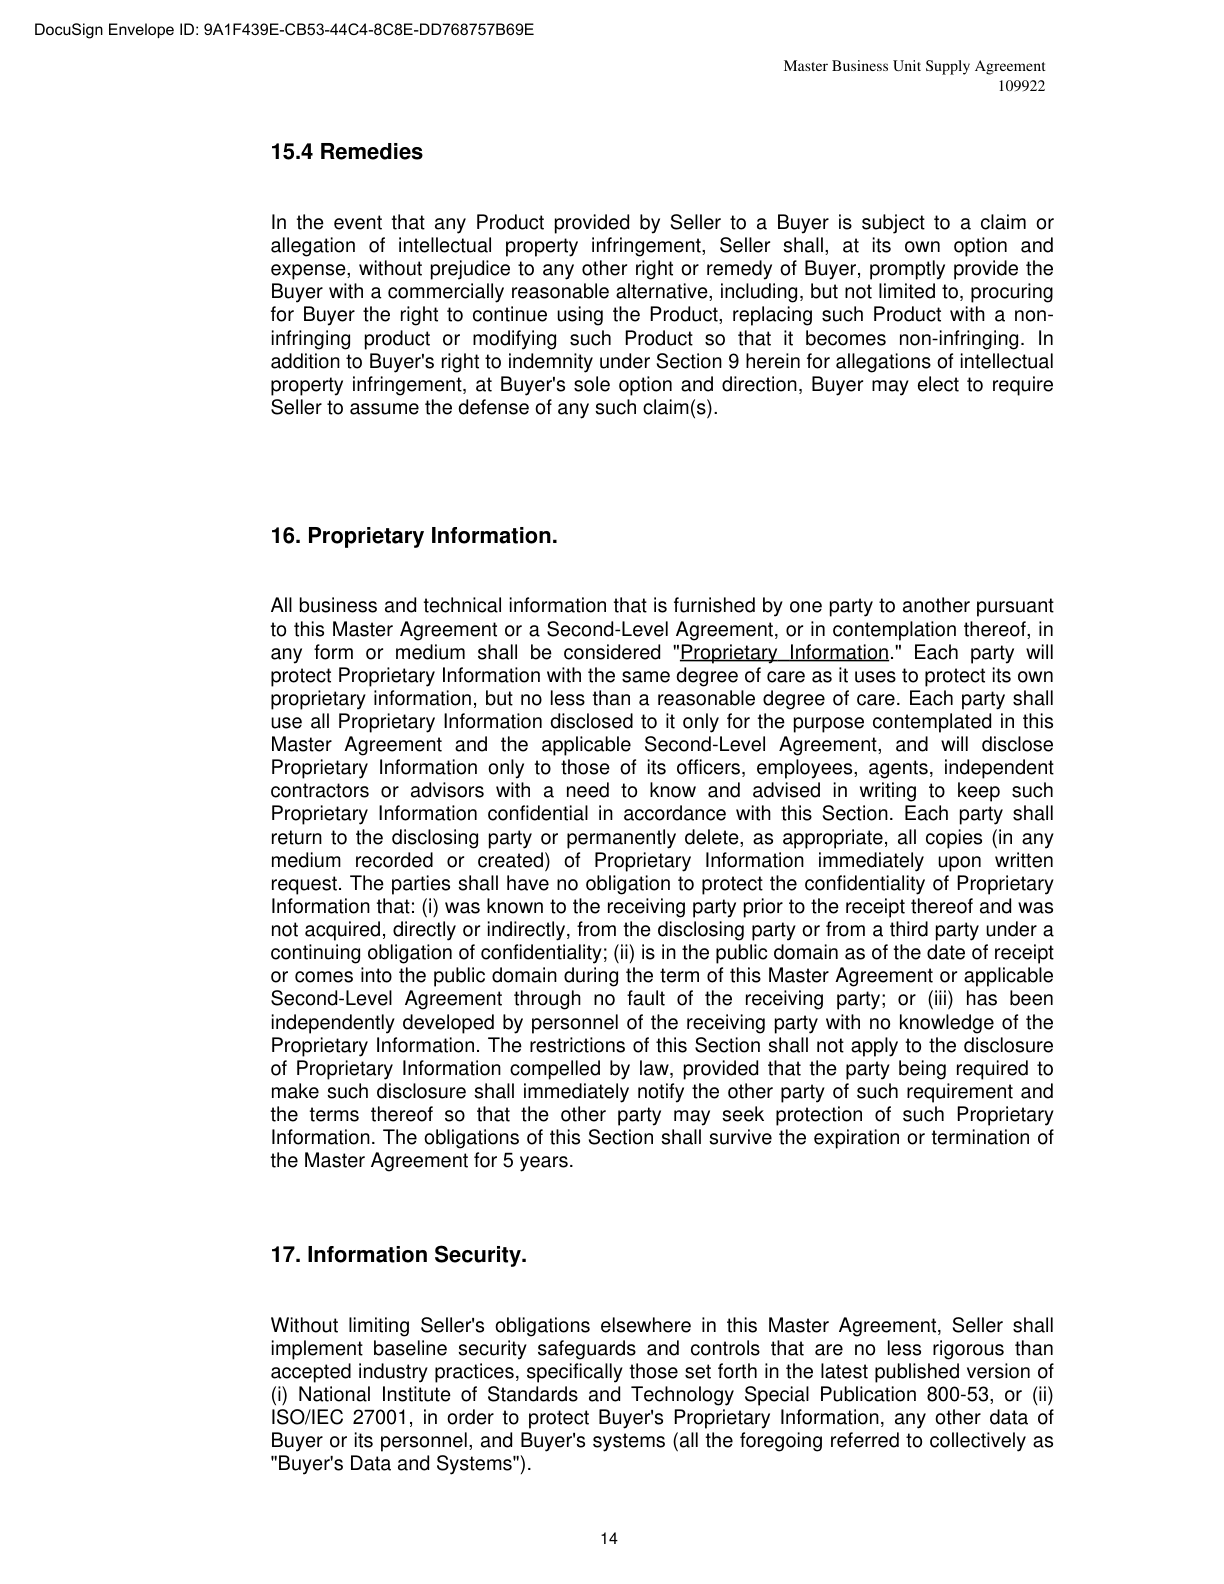 DocuSign Envelope ID: 9A1F439E-CB53-44C4-8C8E-DD768757B69E
Master Business Unit Supply Agreement
109922
15.4 Remedies
In the event that any Product provided by Seller to a Buyer is subject to a claim or
allegation of intellectual property infringement, Seller shall, at its own option and
expense, without prejudice to any other right or remedy of Buyer, promptly provide the
Buyer with a commercially reasonable alternative, including, but not limited to, procuring
for Buyer the right to continue using the Product, replacing such Product with a non-
infringing product or modifying such Product so that it becomes non-infringing. In
addition to Buyer's right to indemnity under Section 9 herein for allegations of intellectual
property infringement, at Buyer's sole option and direction, Buyer may elect to require
Seller to assume the defense of any such claim(s).
16. Proprietary Information.
All business and technical information that is furnished by one party to another pursuant
to this Master Agreement or a Second-Level Agreement, or in contemplation thereof, in
any form or medium shall be considered "Proprietary Information." Each party will
protect Proprietary Information with the same degree of care as it uses to protect its own
proprietary information, but no less than a reasonable degree of care. Each party shall
use all Proprietary Information disclosed to it only for the purpose contemplated in this
Master Agreement and the applicable Second-Level Agreement, and will disclose
Proprietary Information only to those of its officers, employees, agents, independent
contractors or advisors with a need to know and advised in writing to keep such
Proprietary Information confidential in accordance with this Section. Each party shall
return to the disclosing party or permanently delete, as appropriate, all copies (in any
medium recorded or created) of Proprietary Information immediately upon written
request. The parties shall have no obligation to protect the confidentiality of Proprietary
Information that: (i) was known to the receiving party prior to the receipt thereof and was
not acquired, directly or indirectly, from the disclosing party or from a third party under a
continuing obligation of confidentiality; (ii) is in the public domain as of the date of receipt
or comes into the public domain during the term of this Master Agreement or applicable
Second-Level Agreement through no fault of the receiving party; or (iii) has been
independently developed by personnel of the receiving party with no knowledge of the
Proprietary Information. The restrictions of this Section shall not apply to the disclosure
of Proprietary Information compelled by law, provided that the party being required to
make such disclosure shall immediately notify the other party of such requirement and
the terms thereof so that the other party may seek protection of such Proprietary
Information. The obligations of this Section shall survive the expiration or termination of
the Master Agreement for 5 years.
17. Information Security.
Without limiting Seller's obligations elsewhere in this Master Agreement, Seller shall
implement baseline security safeguards and controls that are no less rigorous than
accepted industry practices, specifically those set forth in the latest published version of
(i) National Institute of Standards and Technology Special Publication 800-53, or (ii)
ISO/IEC 27001, in order to protect Buyer's Proprietary Information, any other data of
Buyer or its personnel, and Buyer's systems (all the foregoing referred to collectively as
"Buyer's Data and Systems").
14